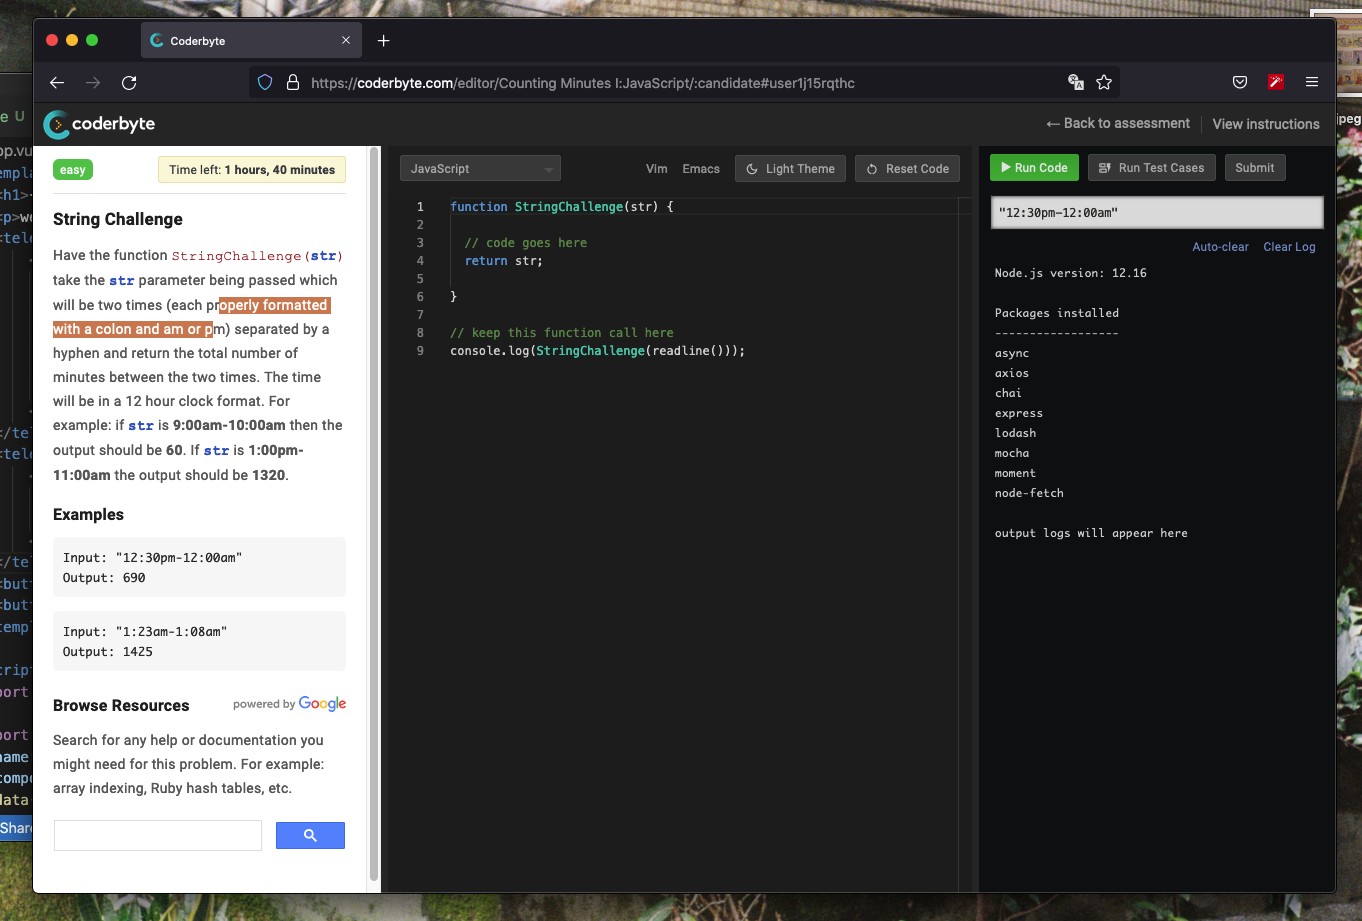 Coderbyte
https://coderbyte.com/editor/Counting Minutes I:JavaScript/:candidate#user1j15rqthc
coderbyte
← Back to assessment
View instructions
easy
Time left: 1 hours, 40 minutes
String Challenge
Have the function StringChallenge(str)
take the str parameter being passed which
will be two times (each properly formatted
with a colon and am or pm) separated by a
hyphen and return the total number of
minutes between the two times. The time
will be in a 12 hour clock format. For
example: if str is 9:00am-10:00am then the
output should be 60. If str is 1:00pm-
11:00am the output should be 1320.
Examples
Input: "12:30pm-12:00am"
Output: 690
Input: "1:23am-1:08am"
Output: 1425
Browse Resources
powered by Google
Search for any help or documentation you
might need for this problem. For example:
array indexing, Ruby hash tables, etc.
JavaScript
Vim
Emacs
Light Theme
Reset Code
1 function StringChallenge(str) {
2
3 // code goes here
4 return str;
5
6 }
7
8 // keep this function call here
9 console.log(StringChallenge(readline()));
Run Code
Run Test Cases
Submit
"12:30pm-12:00am"
Auto-clear
Clear Log
Node.js version: 12.16
Packages installed
------------------
async
axios
chai
express
lodash
mocha
moment
node-fetch
output logs will appear here
e U
<h1>
<p>we
</tel
</tel
name
data
Share
jpeg